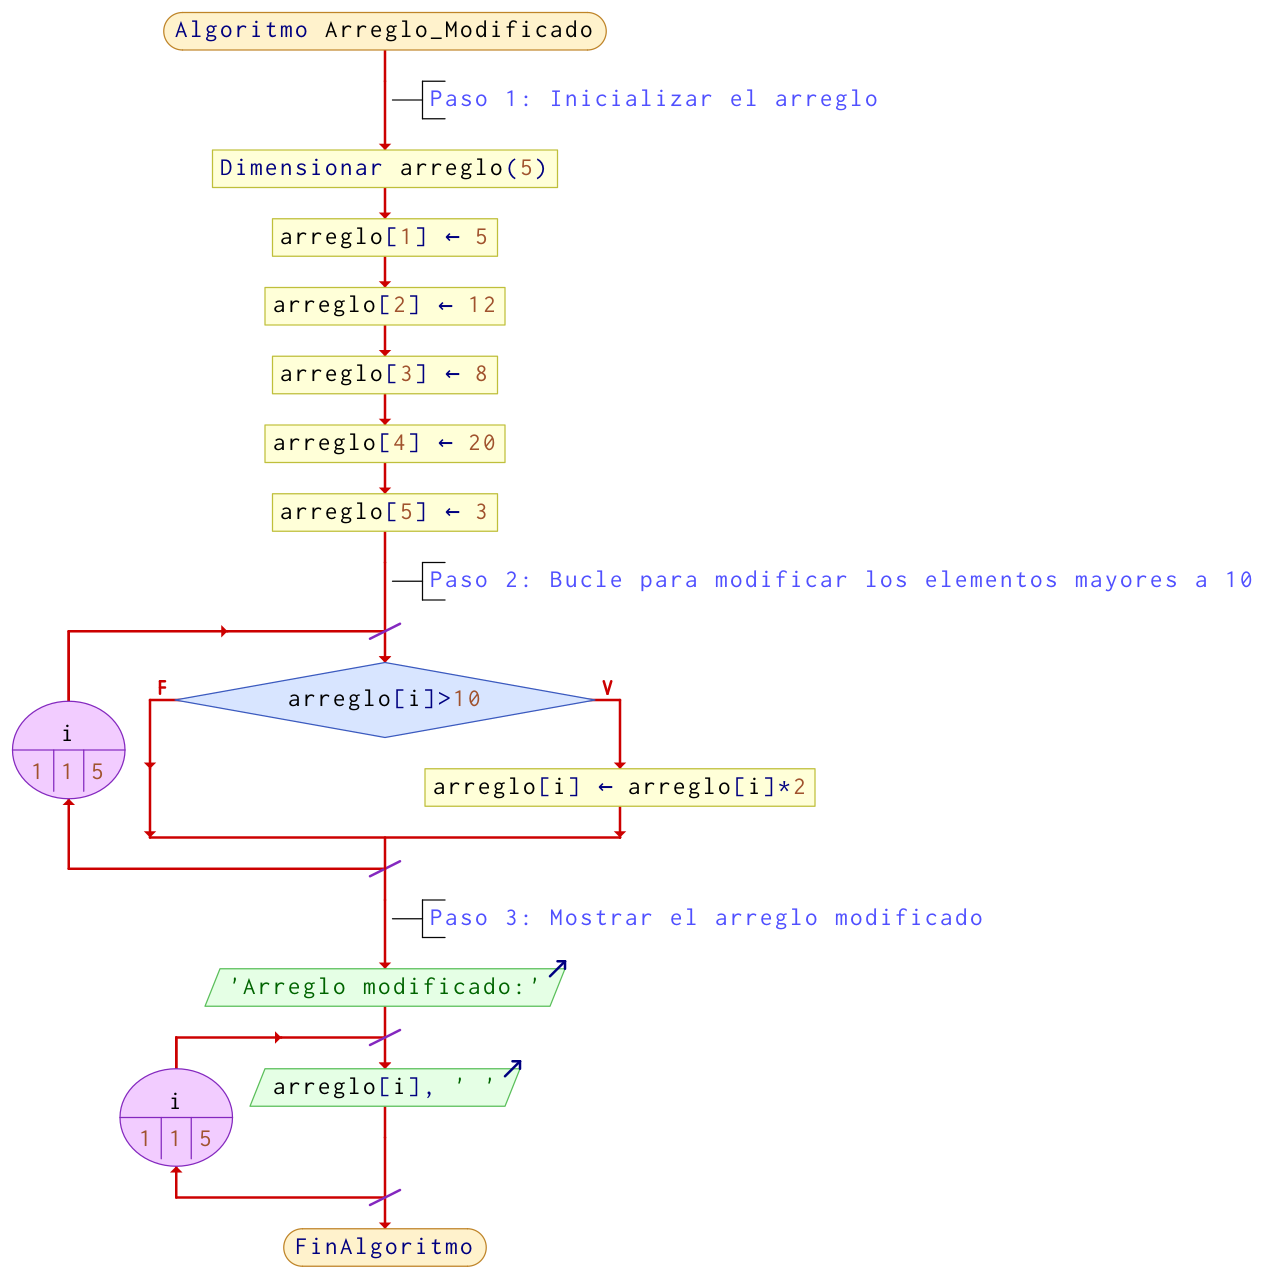 Algoritmo Arreglo_Modificado
Paso 1: Inicializar el arreglo
Dimensionar arreglo(5)
arreglo[1] ← 5
arreglo[2] ← 12
arreglo[3] ← 8
arreglo[4] ← 20
arreglo[5] ← 3
Paso 2: Bucle para modificar los elementos mayores a 10
F
arreglo[i]>10
V
i
1 1 5
arreglo[i] ← arreglo[i]*2
Paso 3: Mostrar el arreglo modificado
'Arreglo modificado:'
arreglo[i], ' '
i
1 1 5
FinAlgoritmo